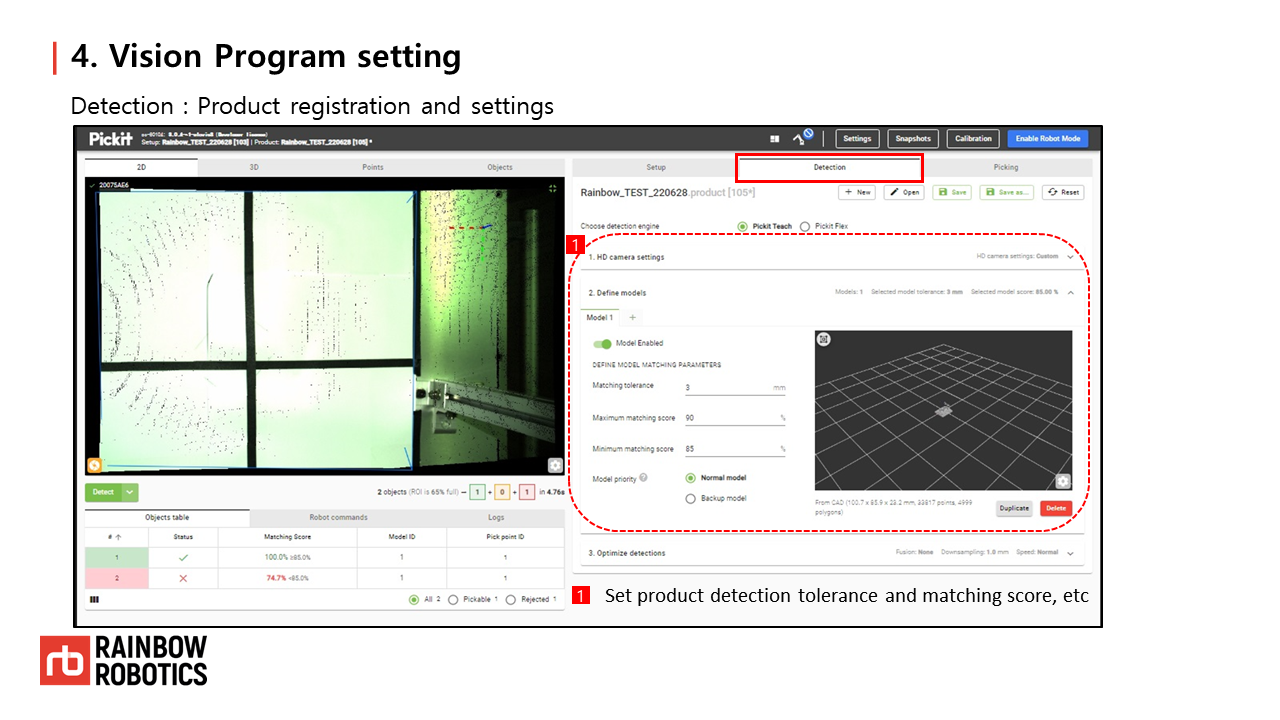 4. Vision Program setting
Detection : Product registration and settings
Pickit
Setup: Rainbow_TEST_220628 [103] | Product: Rainbow_TEST_220628 [105] *
Settings
Snapshots
Calibration
Enable Robot Mode
2D
3D
Points
Objects
Setup
Detection
Picking
20075AE6
Rainbow_TEST_220628.product [105*]
+ New
Open
Save
Save as...
Reset
Choose detection engine
Pickit Teach
Pickit Flex
1
1. HD camera settings
HD camera settings: Custom
2. Define models
Models: 1 Selected model tolerance: 3 mm Selected model score: 85.00 %
Model 1
+
Model Enabled
DEFINE MODEL MATCHING PARAMETERS
Matching tolerance 3 mm
Maximum matching score 90 %
Minimum matching score 85 %
Model priority
Normal model
Backup model
From CAD (100.7 x 85.9 x 23.2 mm, 33817 points, 4999
polygons)
Duplicate
Delete
3. Optimize detections
Fusion: None Downsampling: 1.8 mm Speed: Normal
Detect
2 objects (ROI is 65% full) – 1 + 0 + 1 in 4.76s
Objects table
Robot commands
Logs
# Status Matching Score Model ID Pick point ID
1 100.0% ≥85.0% 1 1
2 74.7% <85.0% 1 1
All 2 Pickable 1 Rejected 1
1 Set product detection tolerance and matching score, etc
rb
RAINBOW
ROBOTICS